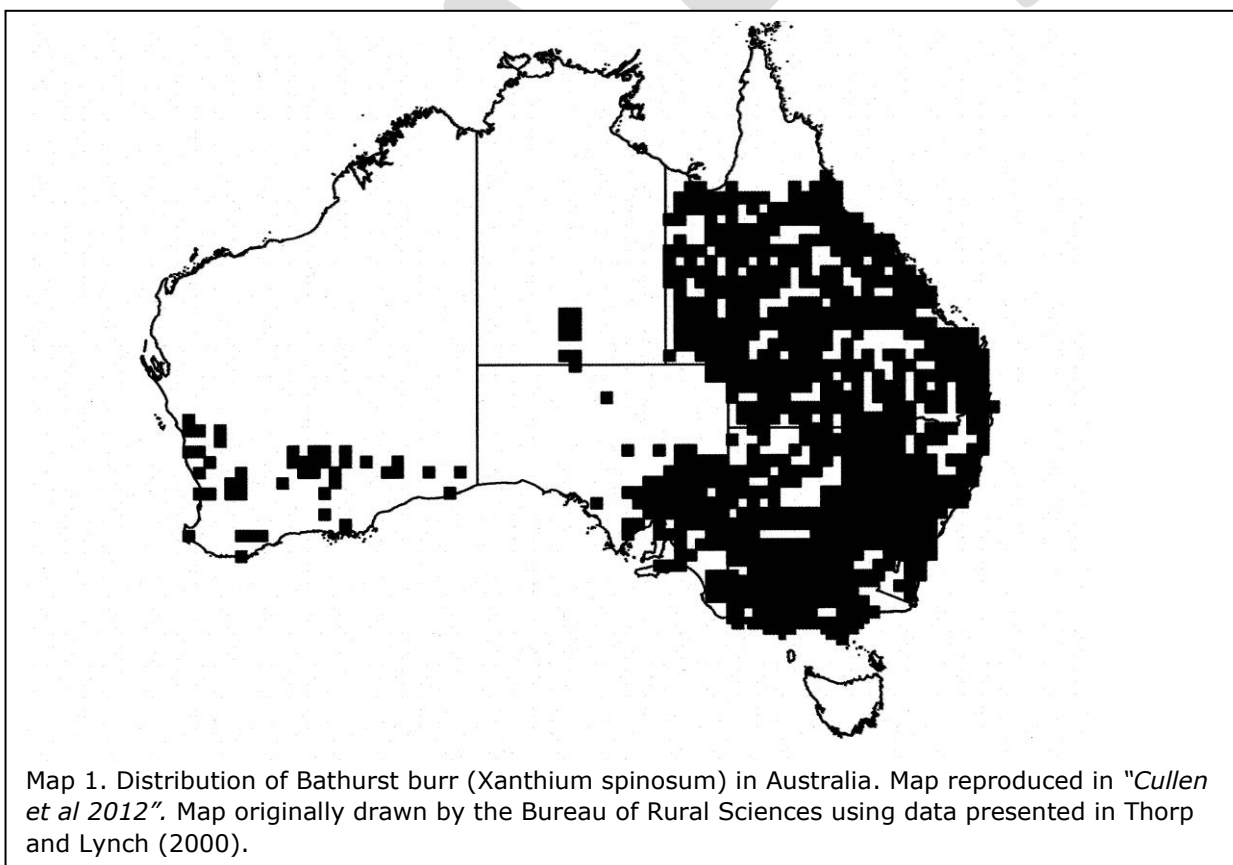 Map 1. Distribution of Bathurst burr (Xanthium spinosum) in Australia. Map reproduced in “Cullen
et al 2012”. Map originally drawn by the Bureau of Rural Sciences using data presented in Thorp
and Lynch (2000).